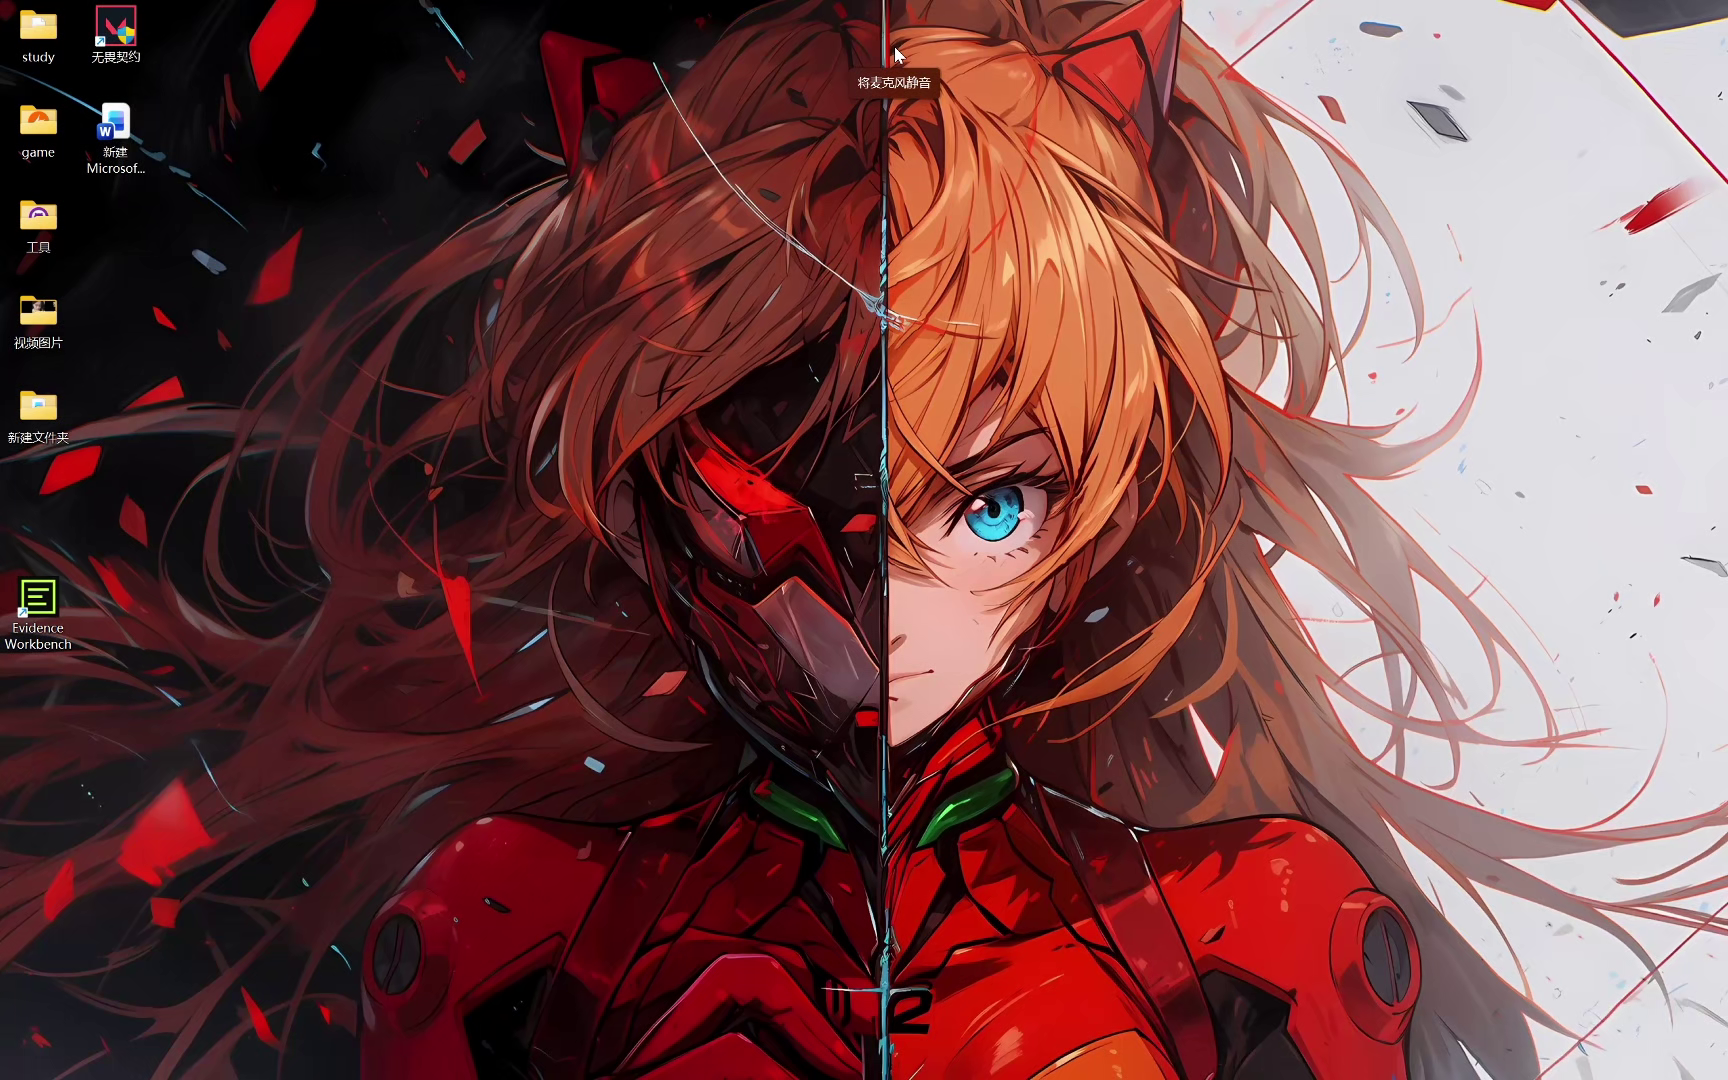 study
无畏契约
将麦克风静音
game
新建
Microsof...
工具
视频图片
新建文件夹
Evidence
Workbench
2